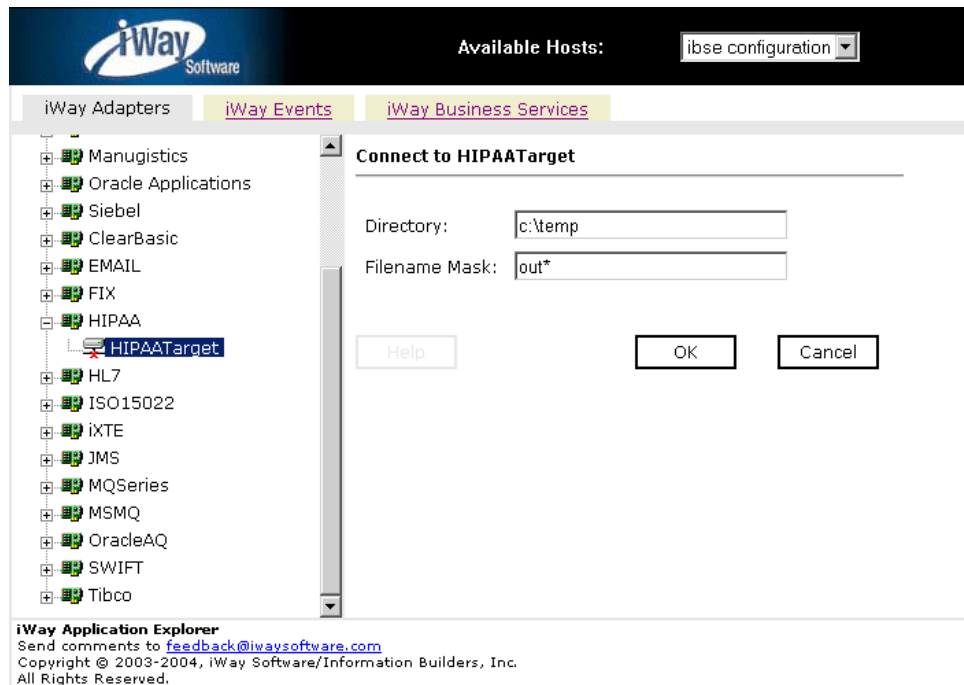 iWay
Software
Available Hosts: ibse configuration
iWay Adapters iWay Events iWay Business Services
Manugistics
Oracle Applications
Siebel
ClearBasic
EMAIL
FIX
HIPAA
HIPAATarget
HL7
ISO15022
iXTE
JMS
MQSeries
MSMQ
OracleAQ
SWIFT
Tibco
Connect to HIPAATarget
Directory: c:\temp
Filename Mask: out*
Help OK Cancel
iWay Application Explorer
Send comments to feedback@iwaysoftware.com
Copyright © 2003-2004, iWay Software/Information Builders, Inc.
All Rights Reserved.